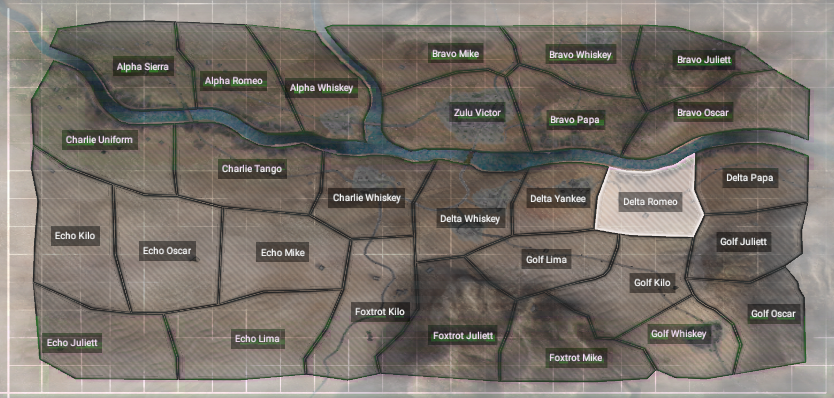 Bravo Mike
Bravo Whiskey
Bravo Juliett
Alpha Sierra
Alpha Romeo
Alpha Whiskey
Zulu Victor
Bravo Papa
Bravo Oscar
Charlie Uniform
Charlie Tango
Charlie Whiskey
Delta Whiskey
Delta Yankee
Delta Romeo
Delta Papa
Echo Kilo
Echo Oscar
Echo Mike
Golf Lima
Golf Juliett
Golf Kilo
Foxtrot Kilo
Golf Oscar
Echo Juliett
Echo Lima
Foxtrot Juliett
Golf Whiskey
Foxtrot Mike